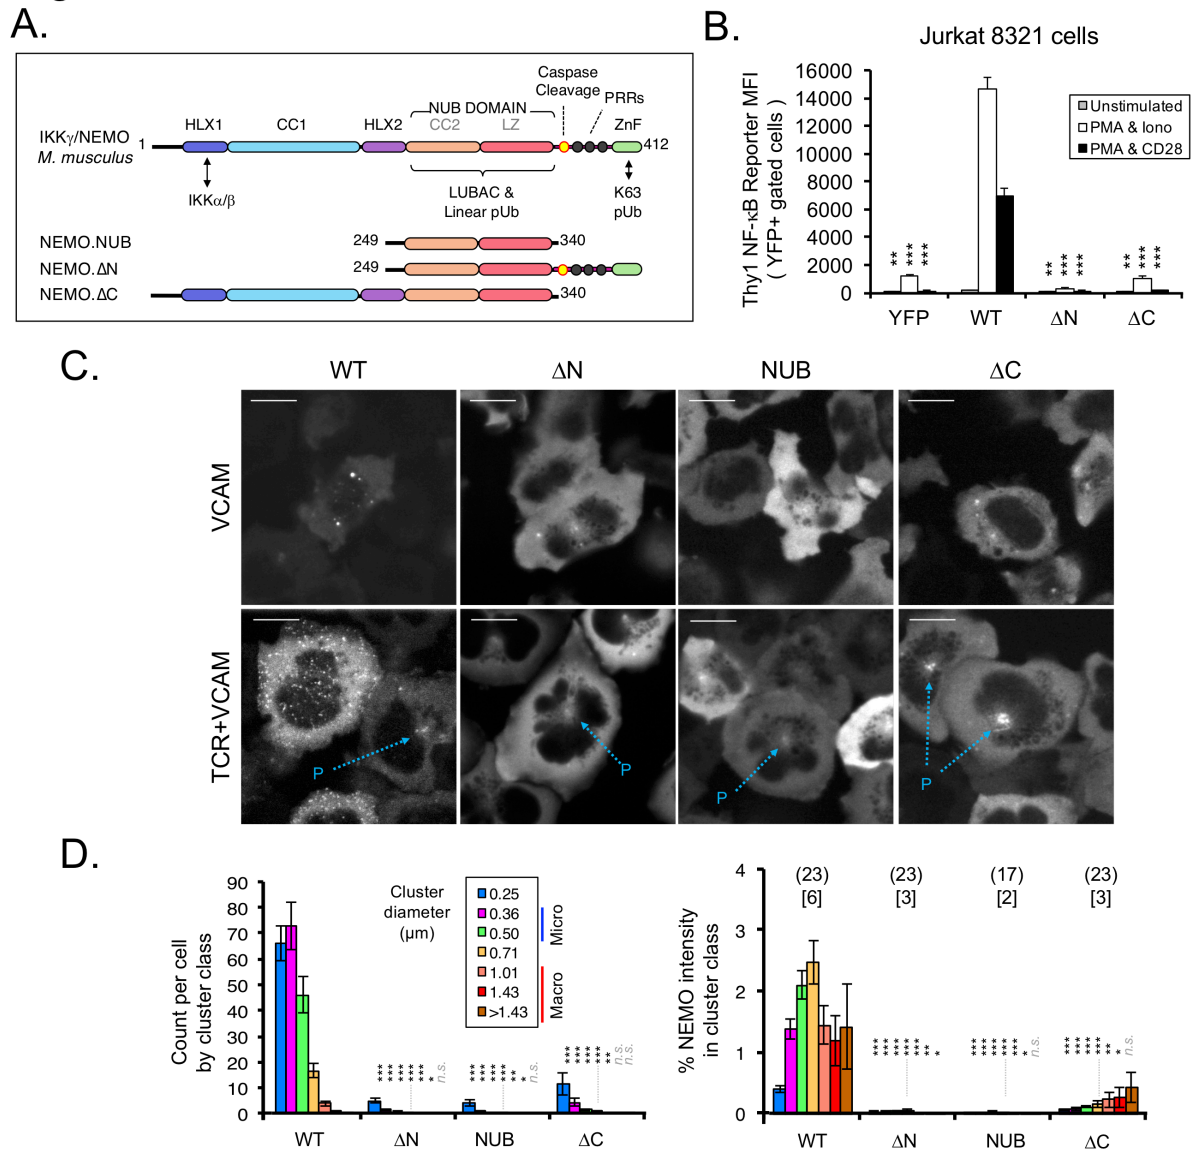 A.
Caspase
Cleavage
PRRs
NUB DOMAIN
HLX1 CC1 HLX2 CC2 LZ ZnF
IKKγ/NEMO 1 412
M. musculus
IKKα/β
LUBAC &
Linear pUb
K63
pUb
NEMO.NUB 249 340
NEMO.ΔN 249
NEMO.ΔC 340
B.
Jurkat 8321 cells
Thy1 NF-κB Reporter MFI
( YFP+ gated cells )
16000
14000
12000
10000
8000
6000
4000
2000
0
Unstimulated
PMA & Iono
PMA & CD28
** *** ***
** *** ***
** *** ***
YFP WT ΔN ΔC
C.
WT ΔN NUB ΔC
VCAM
TCR+VCAM
P
P
P
P
D.
Count per cell
by cluster class
90
80
70
60
50
40
30
20
10
0
Cluster
diameter
(μm)
0.25
0.36
0.50
0.71
1.01
1.43
>1.43
Micro
Macro
*** *** *** *** * n.s.
*** *** *** ** * n.s.
*** *** *** *** ** n.s. n.s.
WT ΔN NUB ΔC
% NEMO intensity
in cluster class
4
3
2
1
0
(23) (23) (17) (23)
[6] [3] [2] [3]
*** *** *** *** ** *
*** *** *** *** * n.s.
*** *** *** *** ** * n.s.
WT ΔN NUB ΔC